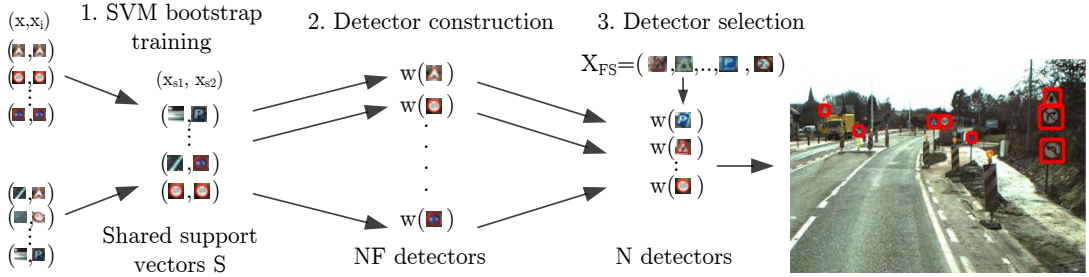 (x,xᵢ)
1. SVM bootstrap
training
( , )
( , )
( , )
( , )
( , )
( , )
(xₛ₁, xₛ₂)
( , )
( , )
( , )
Shared support
vectors S
2. Detector construction
w( )
w( )
w( )
NF detectors
3. Detector selection
X_FS=( , ,.., , )
w( )
w( )
w( )
N detectors